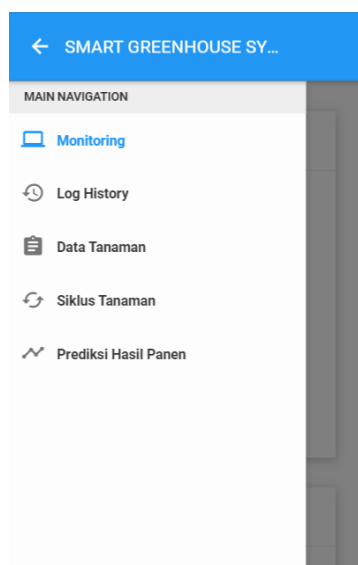 SMART GREENHOUSE SY...
MAIN NAVIGATION
Monitoring
Log History
Data Tanaman
Siklus Tanaman
Prediksi Hasil Panen